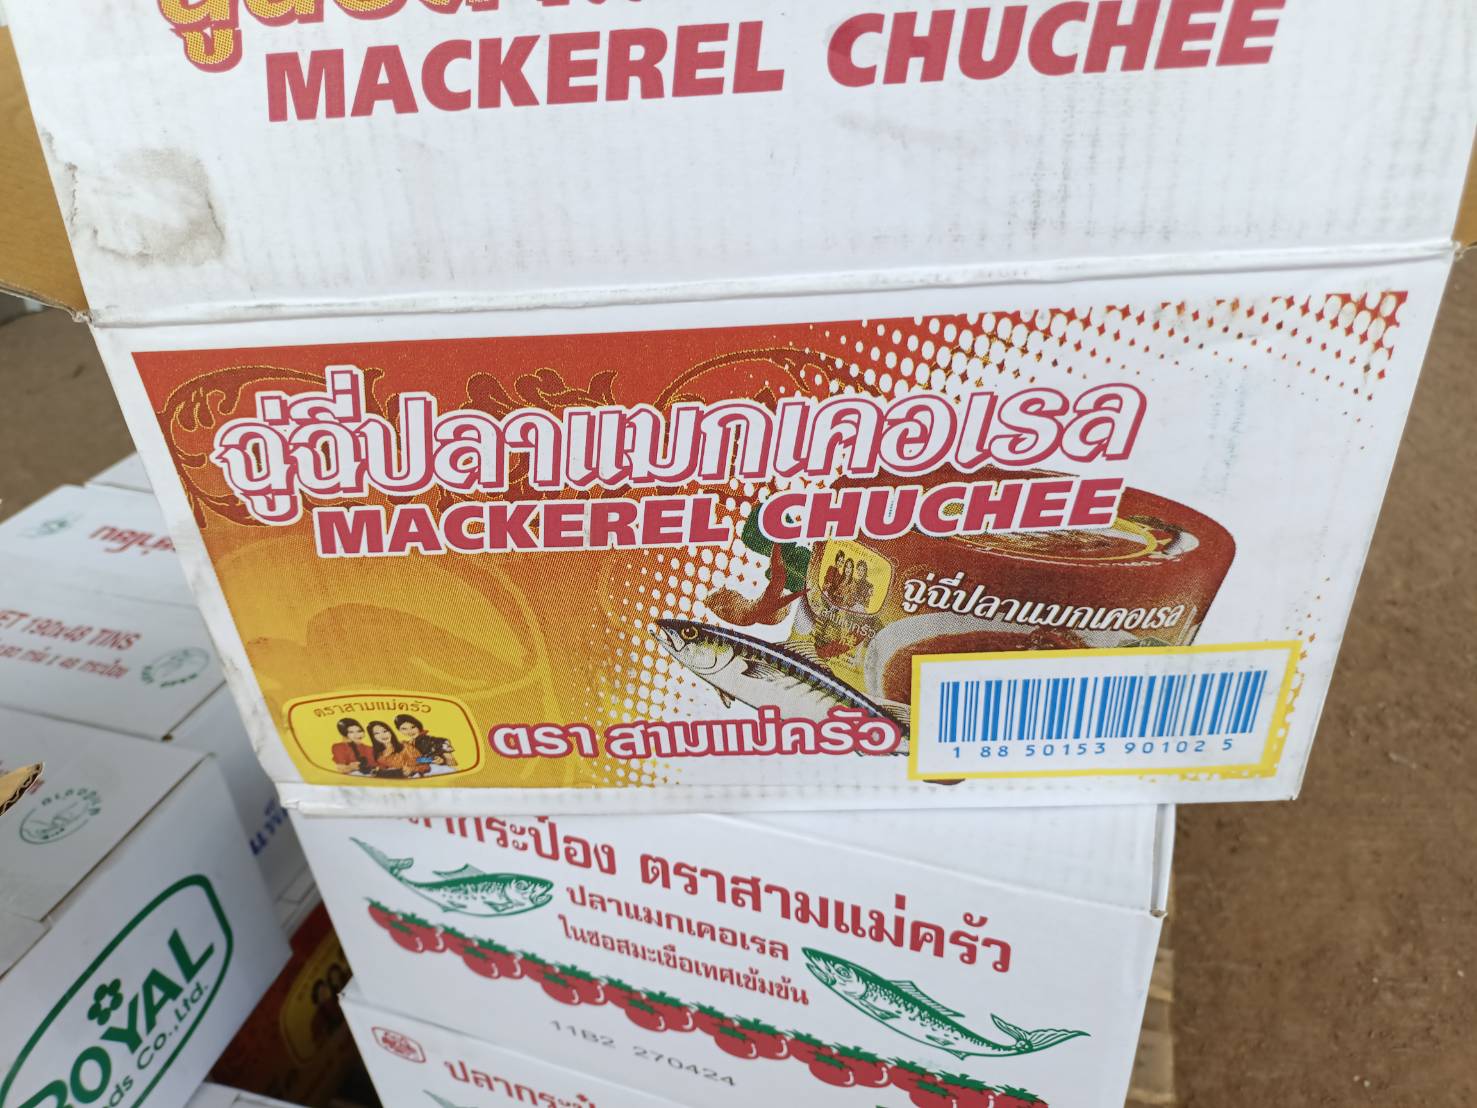 MACKEREL CHUCHEE
ฉู่ฉี่ปลาแมกเคอเรล
MACKEREL CHUCHEE
ฉู่ฉี่ปลาแมกเคอเรล
ตราสามแม่ครัว
ตรา สามแม่ครัว
1 88 50153 90102 5
190x48 TINS
กระป๋อง ตราสามแม่ครัว
ปลาแมกเคอเรล
ในซอสมะเขือเทศเข้มข้น
11B2 270424
ROYAL
Co.,Ltd.